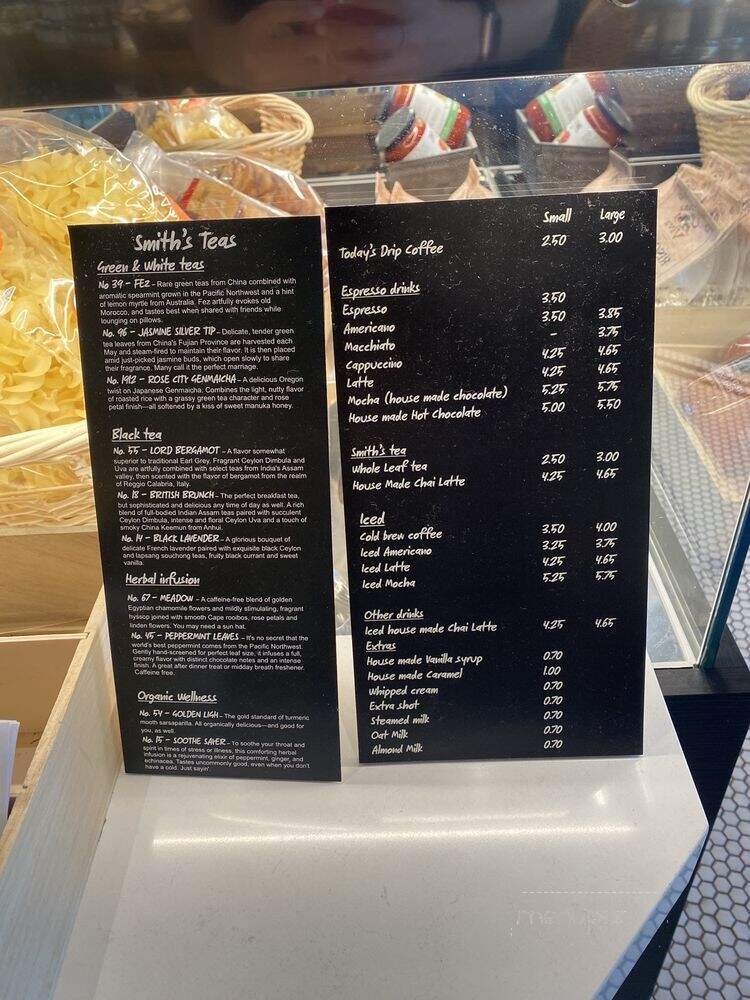 Smith's Teas
Green & White teas
No 39 - FEZ - Rare green teas from China combined with
aromatic spearmint grown in the Pacific Northwest and a hint
of lemon myrtle from Australia. Fez artfully evokes old
Morocco, and tastes best when shared with friends while
lounging on pillows.
No. 96 - JASMINE SILVER TIP - Delicate, tender green
tea leaves from China's Fujian Province are harvested each
May and steam-fired to maintain their flavor. It is then placed
amid just-picked jasmine buds, which open slowly to share
their fragrance. Many call it the perfect marriage.
No. 1912 - ROSE CITY GENMAICHA - A delicious Oregon
twist on Japanese Genmaicha. Combines the light, nutty flavor
of roasted rice with a grassy green tea character and rose
petal finish—all softened by a kiss of sweet manuka honey.
Black tea
No. 55 - LORD BERGAMOT - A flavor somewhat
superior to traditional Earl Grey. Fragrant Ceylon Dimbula and
Uva are artfully combined with select teas from India's Assam
valley, then scented with the flavor of bergamot from the realm
of Reggio Calabria, Italy.
No. 18 - BRITISH BRUNCH - The perfect breakfast tea,
but sophisticated and delicious any time of day as well. A rich
blend of full-bodied Indian Assam teas paired with succulent
Ceylon Dimbula, intense and floral Ceylon Uva and a touch of
smoky China Keemun from Anhui.
No. 14 - BLACK LAVENDER - A glorious bouquet of
delicate French lavender paired with exquisite black Ceylon
and lapsang souchong teas, fruity black currant and sweet
vanilla.
Herbal infusion
No. 67 - MEADOW - A caffeine-free blend of golden
Egyptian chamomile flowers and mildly stimulating, fragrant
hyssop joined with smooth Cape rooibos, rose petals and
linden flowers. You may need a sun hat.
No. 45 - PEPPERMINT LEAVES - It's no secret that the
world's best peppermint comes from the Pacific Northwest.
Gently hand-screened for perfect leaf size, it infuses a full,
creamy flavor with distinct chocolate notes and an intense
finish. A great after dinner treat or midday breath freshener.
Caffeine free.
Organic Wellness
No. 54 - GOLDEN LIGH - The gold standard of turmeric
mooth sarsaparilla. All organically delicious—and good for
you, as well.
No. 15 - SOOTHE SAYER - To soothe your throat and
spirit in times of stress or illness, this comforting herbal
infusion is a rejuvenating elixir of peppermint, ginger, and
echinacea. Tastes uncommonly good, even when you don't
have a cold. Just sayin'
Small Large
Today's Drip Coffee 2.50 3.00
Espresso drinks
Espresso 3.50
Americano 3.50 3.85
Macchiato - 3.75
Cappuccino 4.25 4.65
Latte 4.25 4.65
Mocha (house made chocolate) 5.25 5.75
House made Hot Chocolate 5.00 5.50
Smith's tea
Whole Leaf tea 2.50 3.00
House Made Chai Latte 4.25 4.65
Iced
Cold brew coffee 3.50 4.00
Iced Americano 3.25 3.75
Iced Latte 4.25 4.65
Iced Mocha 5.25 5.75
Other drinks
Iced house made Chai Latte 4.25 4.65
Extras
House made Vanilla syrup 0.70
House made Caramel 1.00
Whipped cream 0.70
Extra shot 0.70
Steamed milk 0.70
Oat Milk 0.70
Almond Milk 0.70